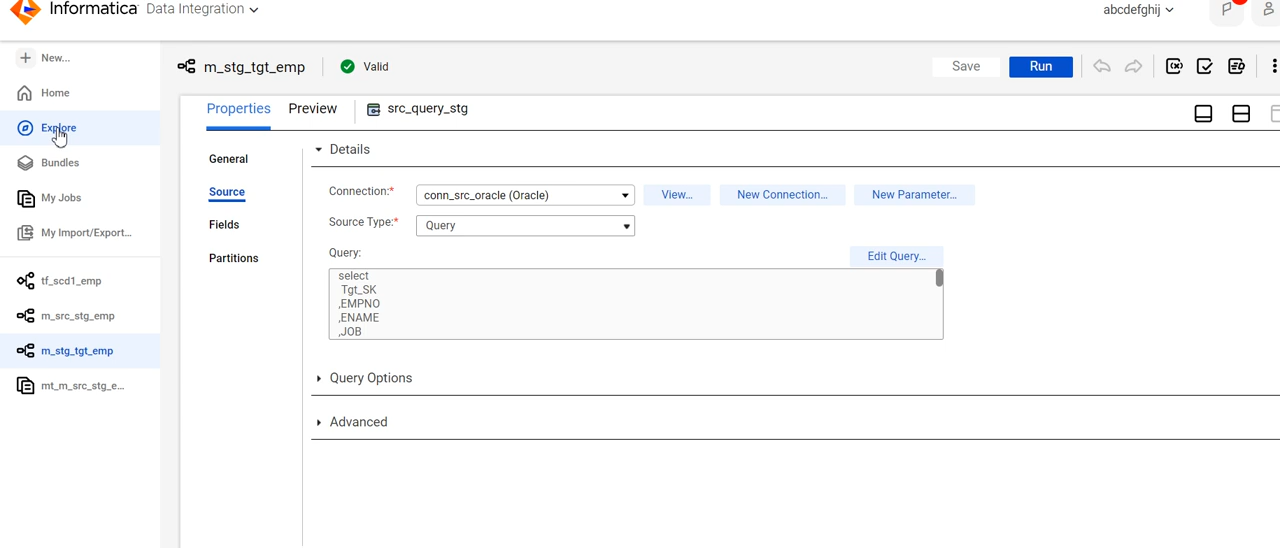 Informatica Data Integration
abcdefghij
New...
Home
Explore
Bundles
My Jobs
My Import/Export...
tf_scd1_emp
m_src_stg_emp
m_stg_tgt_emp
mt_m_src_stg_e...
m_stg_tgt_emp
Valid
Save
Run
Properties
Preview
src_query_stg
General
Source
Fields
Partitions
Details
Connection:* conn_src_oracle (Oracle) View... New Connection... New Parameter...
Source Type:* Query
Query: Edit Query...
select
Tgt_SK
,EMPNO
,ENAME
,JOB
Query Options
Advanced